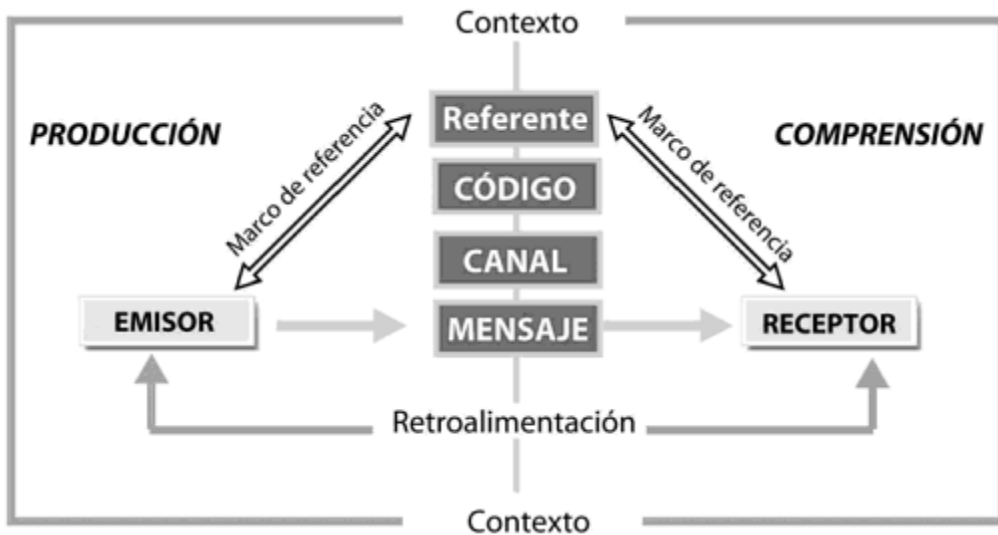 Contexto
PRODUCCIÓN
Marco de referencia
Referente
Marco de referencia
COMPRENSIÓN
CÓDIGO
CANAL
EMISOR
MENSAJE
RECEPTOR
Retroalimentación
Contexto